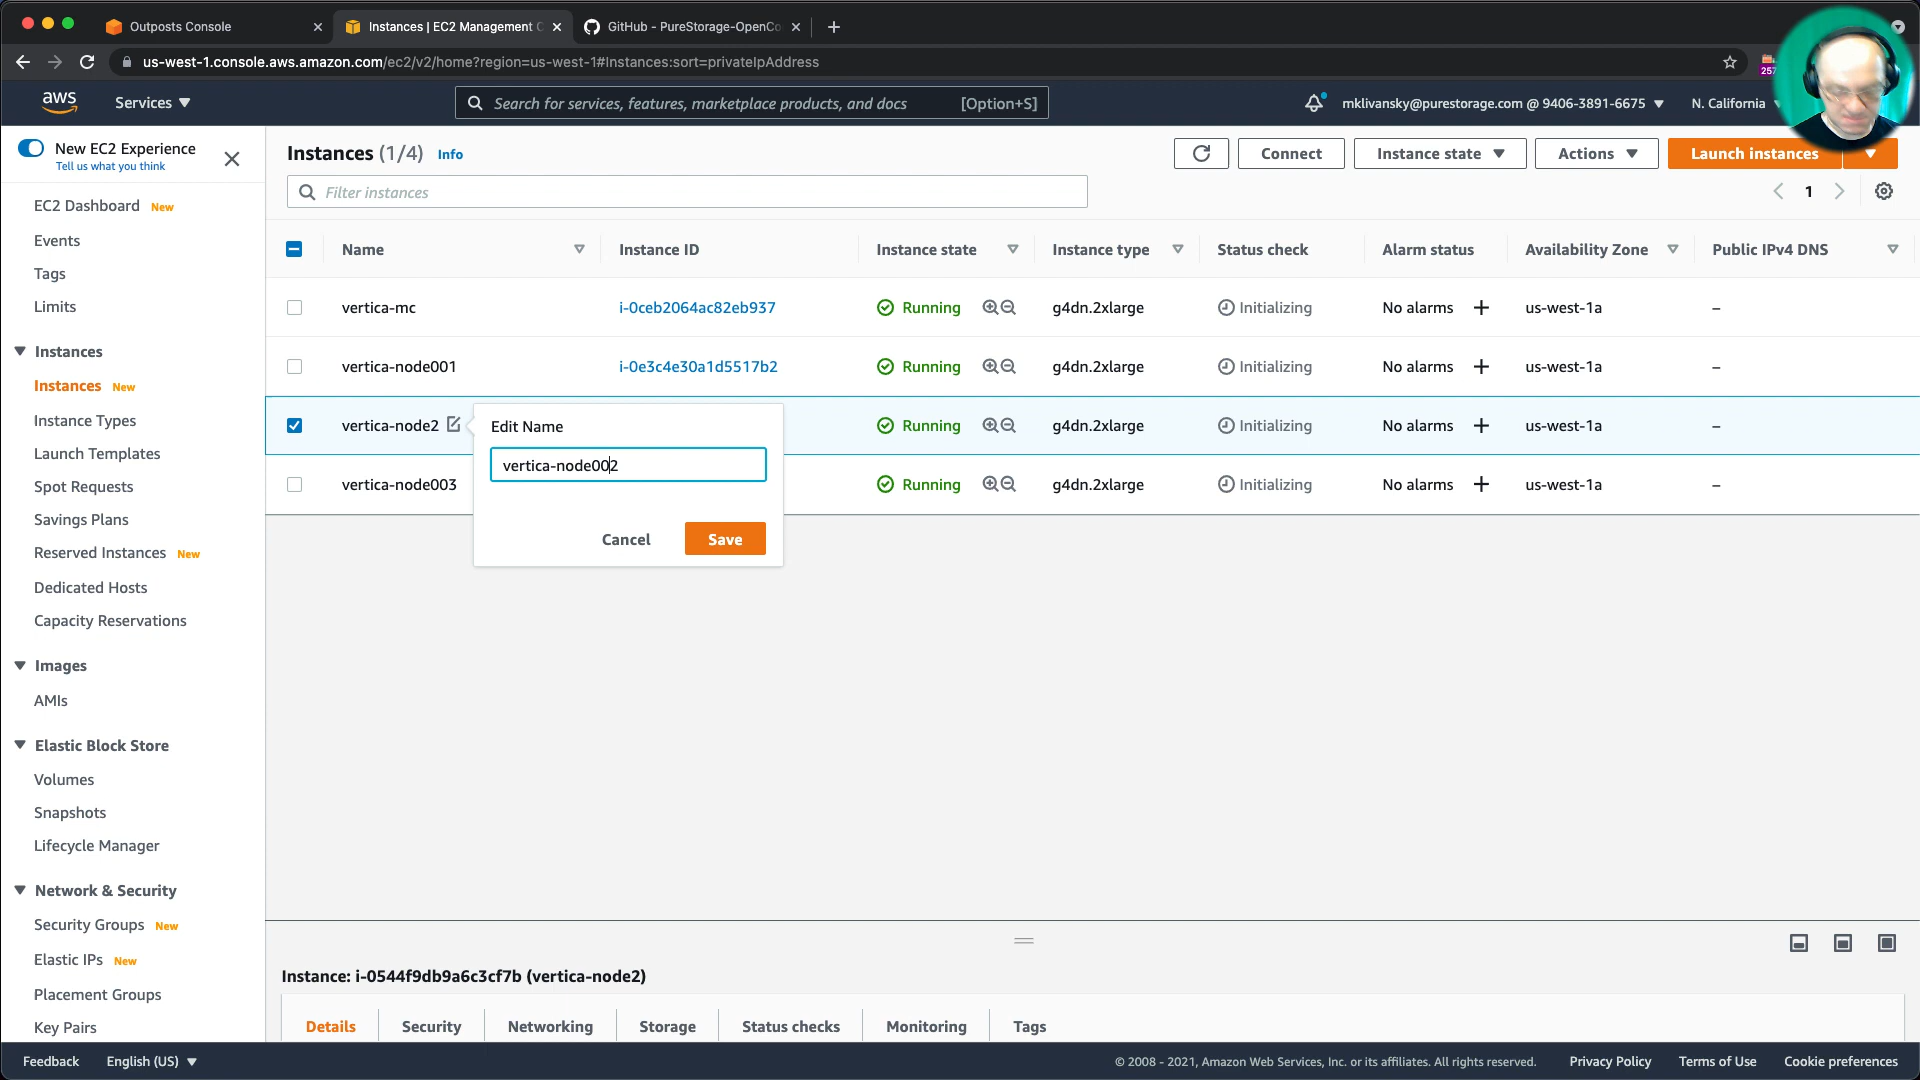 Outposts Console
Instances | EC2 Management C
GitHub - PureStorage-OpenCo
us-west-1.console.aws.amazon.com/ec2/v2/home?region=us-west-1#Instances:sort=privateIpAddress
257
aws
Services
Search for services, features, marketplace products, and docs
[Option+S]
mklivansky@purestorage.com @ 9406-3891-6675
N. California
New EC2 Experience
Tell us what you think
Instances (1/4) Info
Connect
Instance state
Actions
Launch instances
Filter instances
1
EC2 Dashboard New
Events
Tags
Limits
Instances
Instances New
Instance Types
Launch Templates
Spot Requests
Savings Plans
Reserved Instances New
Dedicated Hosts
Capacity Reservations
Images
AMIs
Elastic Block Store
Volumes
Snapshots
Lifecycle Manager
Network & Security
Security Groups New
Elastic IPs New
Placement Groups
Key Pairs
Name Instance ID Instance state Instance type Status check Alarm status Availability Zone Public IPv4 DNS
vertica-mc i-0ceb2064ac82eb937 Running g4dn.2xlarge Initializing No alarms + us-west-1a –
vertica-node001 i-0e3c4e30a1d5517b2 Running g4dn.2xlarge Initializing No alarms + us-west-1a –
vertica-node2 Running g4dn.2xlarge Initializing No alarms + us-west-1a –
vertica-node003 Running g4dn.2xlarge Initializing No alarms + us-west-1a –
Edit Name
vertica-node002
Cancel
Save
Instance: i-0544f9db9a6c3cf7b (vertica-node2)
Details Security Networking Storage Status checks Monitoring Tags
Feedback English (US) © 2008 - 2021, Amazon Web Services, Inc. or its affiliates. All rights reserved. Privacy Policy Terms of Use Cookie preferences